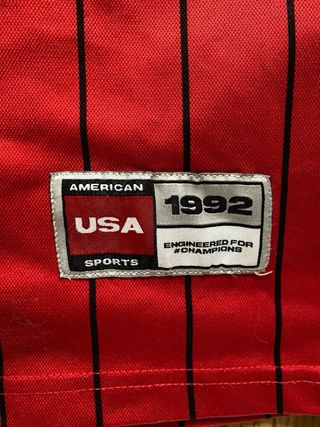 AMERICAN
USA
SPORTS
1992
ENGINEERED FOR
#CHAMPIONS